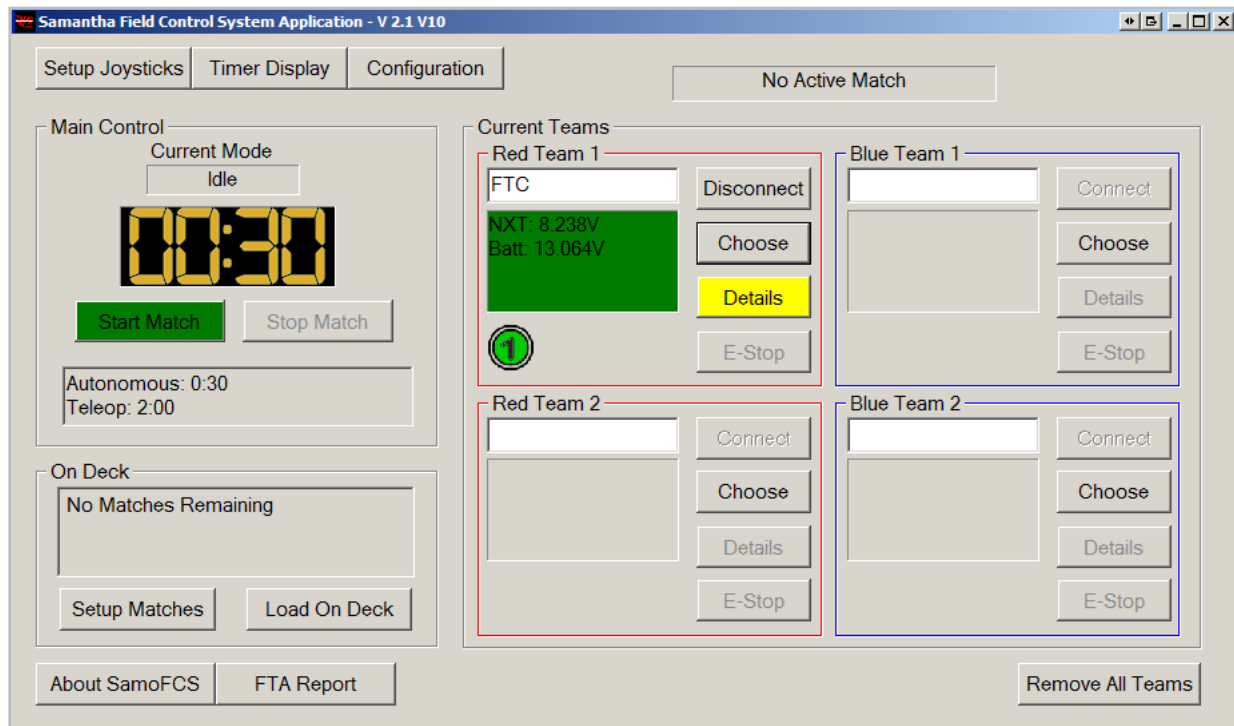 Samantha Field Control System Application - V 2.1 V10
Setup Joysticks
Timer Display
Configuration
No Active Match
Main Control
Current Mode
Idle
00:30
Start Match
Stop Match
Autonomous: 0:30
Teleop: 2:00
On Deck
No Matches Remaining
Setup Matches
Load On Deck
About SamoFCS
FTA Report
Current Teams
Red Team 1
FTC
Disconnect
NXT: 8.238V
Batt: 13.064V
Choose
Details
1
E-Stop
Blue Team 1
Connect
Choose
Details
E-Stop
Red Team 2
Connect
Choose
Details
E-Stop
Blue Team 2
Connect
Choose
Details
E-Stop
Remove All Teams